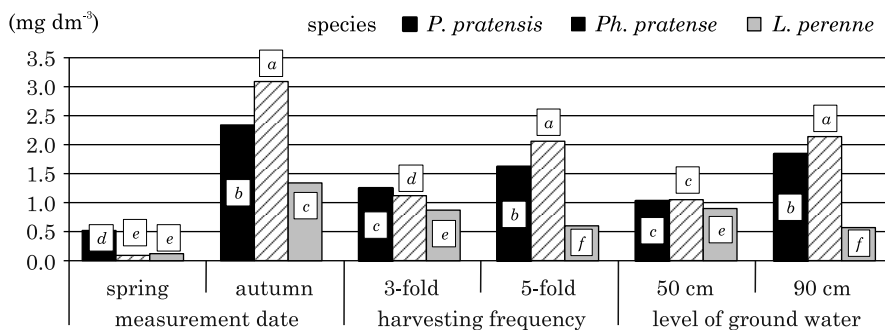 (mg dm-3) species P. pratensis Ph. pratense L. perenne
3.5
3.0
2.5
2.0
1.5
1.0
0.5
0.0
d e e b a c c d e b a f c c e b a f
spring autumn 3-fold 5-fold 50 cm 90 cm
measurement date harvesting frequency level of ground water